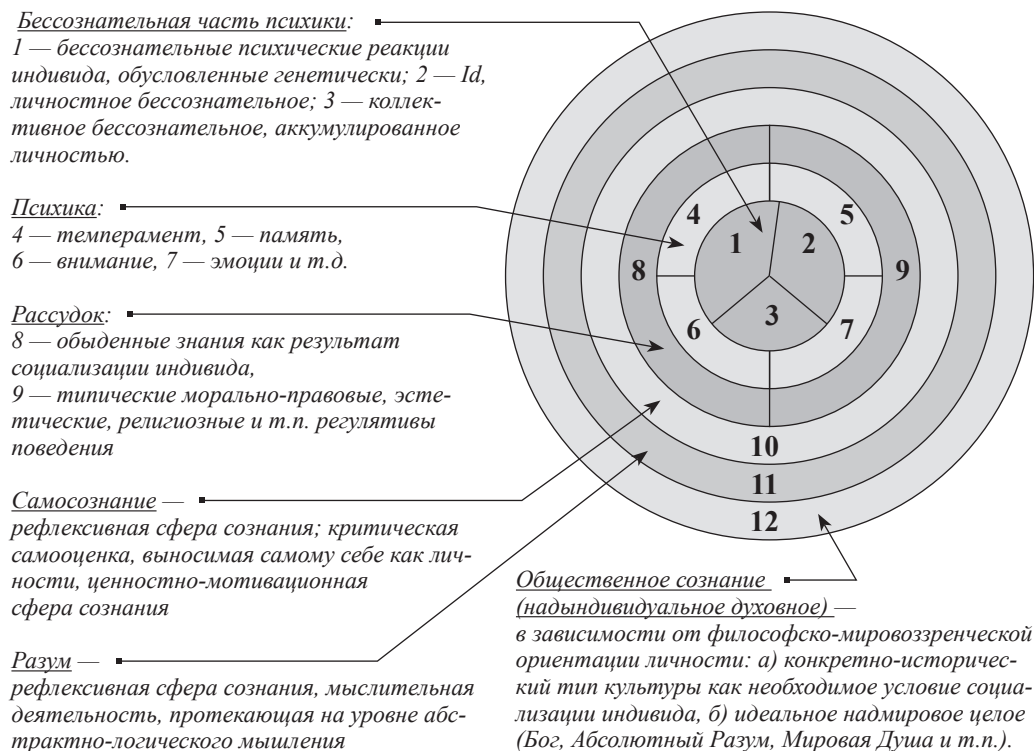 Бессознательная часть психики:
1 — бессознательные психические реакции
индивида, обусловленные генетически; 2 — Id,
личностное бессознательное; 3 — коллек-
тивное бессознательное, аккумулированное
личностью.
Психика:
4 — темперамент, 5 — память,
6 — внимание, 7 — эмоции и т.д.
Рассудок:
8 — обыденные знания как результат
социализации индивида,
9 — типические морально-правовые, эсте-
тические, религиозные и т.п. регулятивы
поведения
Самосознание —
рефлексивная сфера сознания; критическая
самооценка, выносимая самому себе как лич-
ности, ценностно-мотивационная
сфера сознания
Разум —
рефлексивная сфера сознания, мыслительная
деятельность, протекающая на уровне абс-
трактно-логического мышления
4
5
1
2
8
9
3
6
7
10
11
12
Общественное сознание
(надындивидуальное духовное) —
в зависимости от философско-мировоззренческой
ориентации личности: а) конкретно-историчес-
кий тип культуры как необходимое условие социа-
лизации индивида, б) идеальное надмировое целое
(Бог, Абсолютный Разум, Мировая Душа и т.п.).